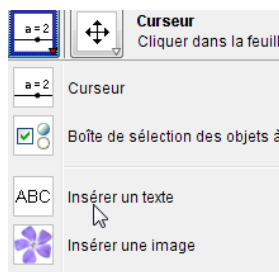 a=2
Curseur
Cliquer dans la feuill
a=2
Curseur
Boîte de sélection des objets à
ABC
Insérer un texte
Insérer une image